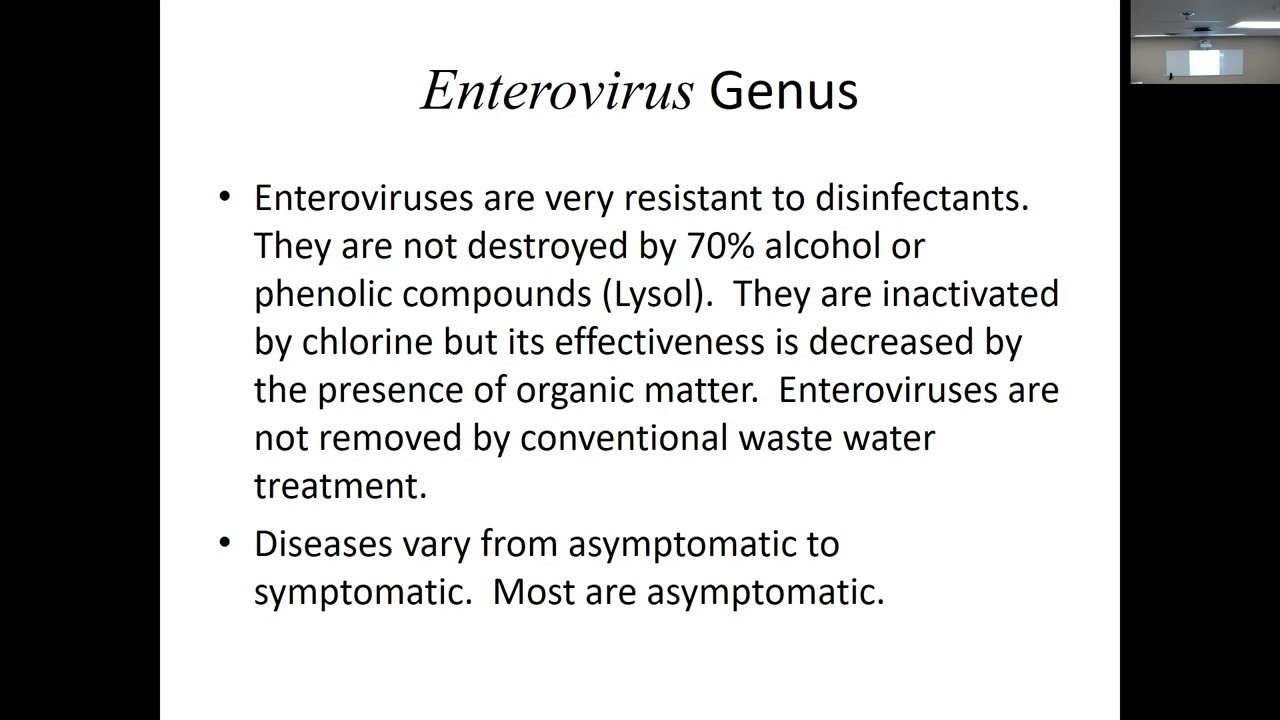 Enterovirus Genus
• Enteroviruses are very resistant to disinfectants.
They are not destroyed by 70% alcohol or
phenolic compounds (Lysol).  They are inactivated
by chlorine but its effectiveness is decreased by
the presence of organic matter.  Enteroviruses are
not removed by conventional waste water
treatment.
• Diseases vary from asymptomatic to
symptomatic.  Most are asymptomatic.